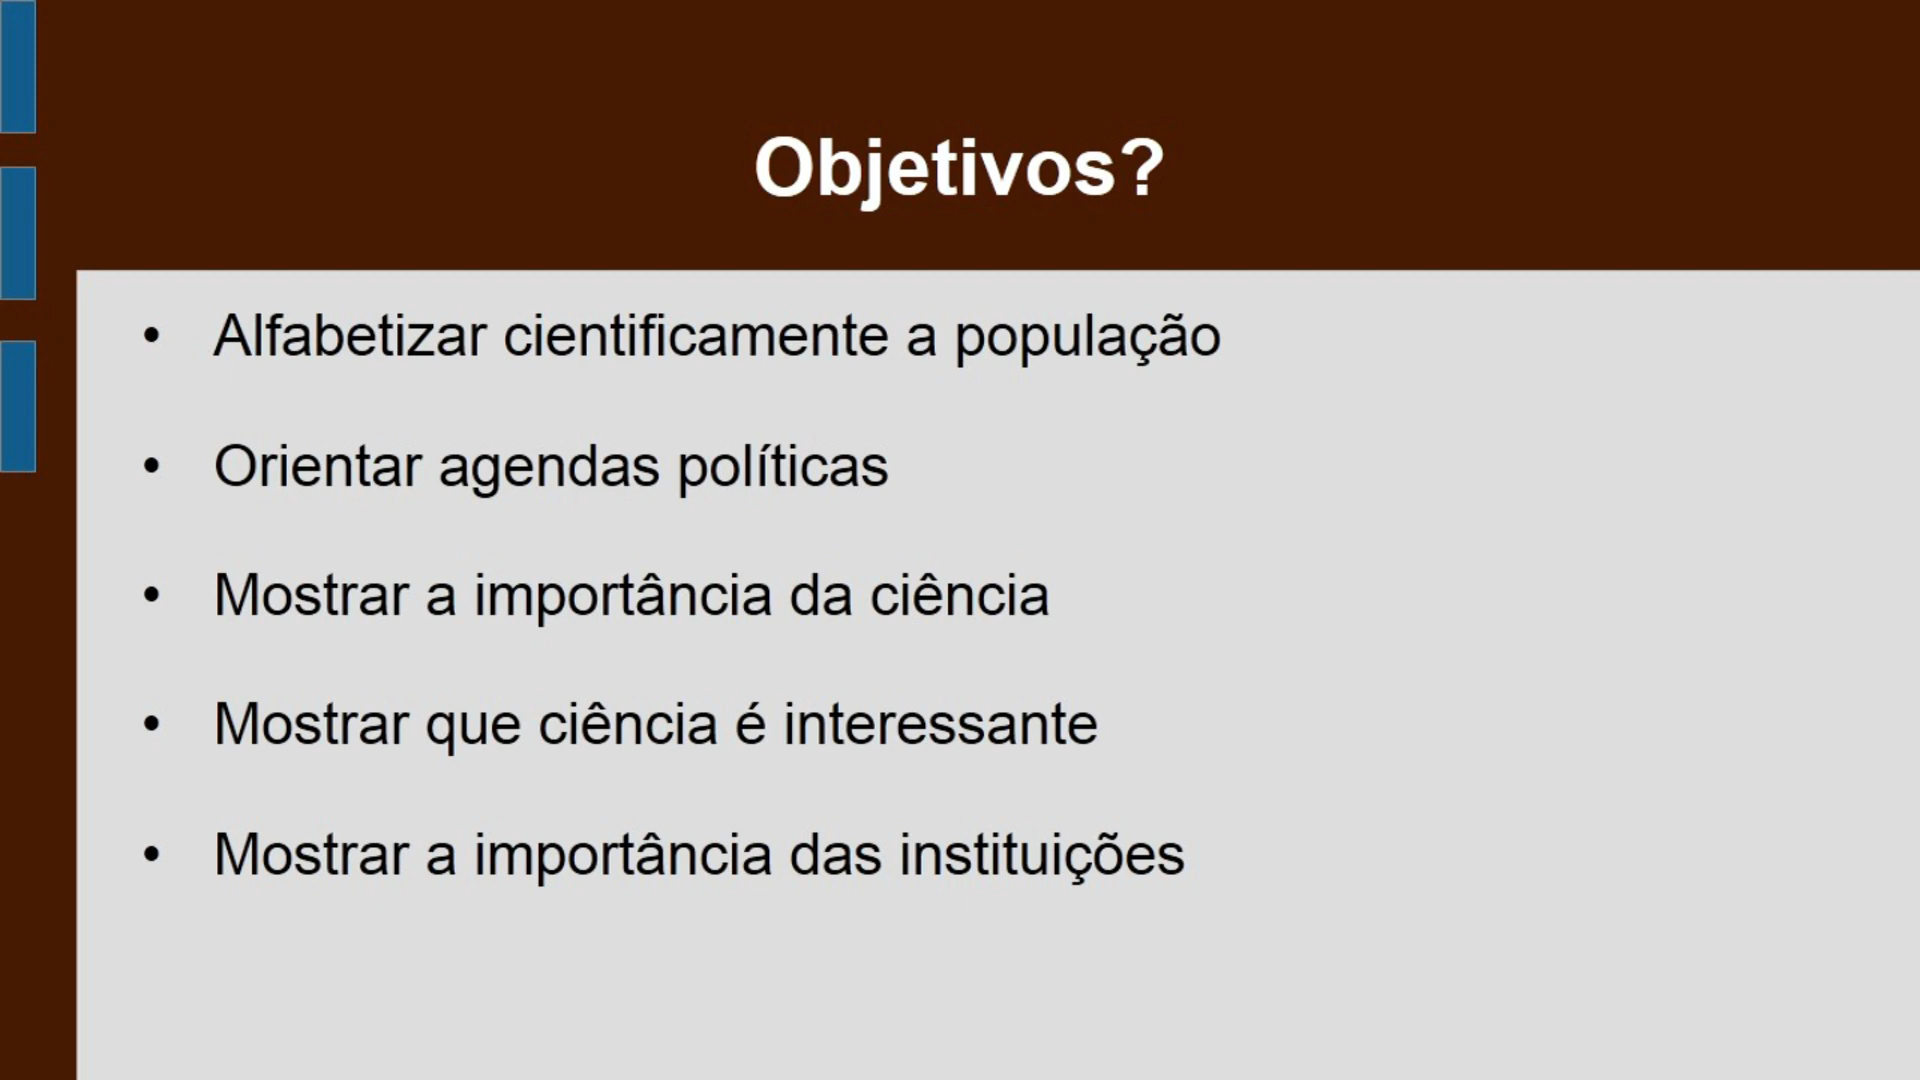 Objetivos?
• Alfabetizar cientificamente a população
• Orientar agendas políticas
• Mostrar a importância da ciência
• Mostrar que ciência é interessante
• Mostrar a importância das instituições